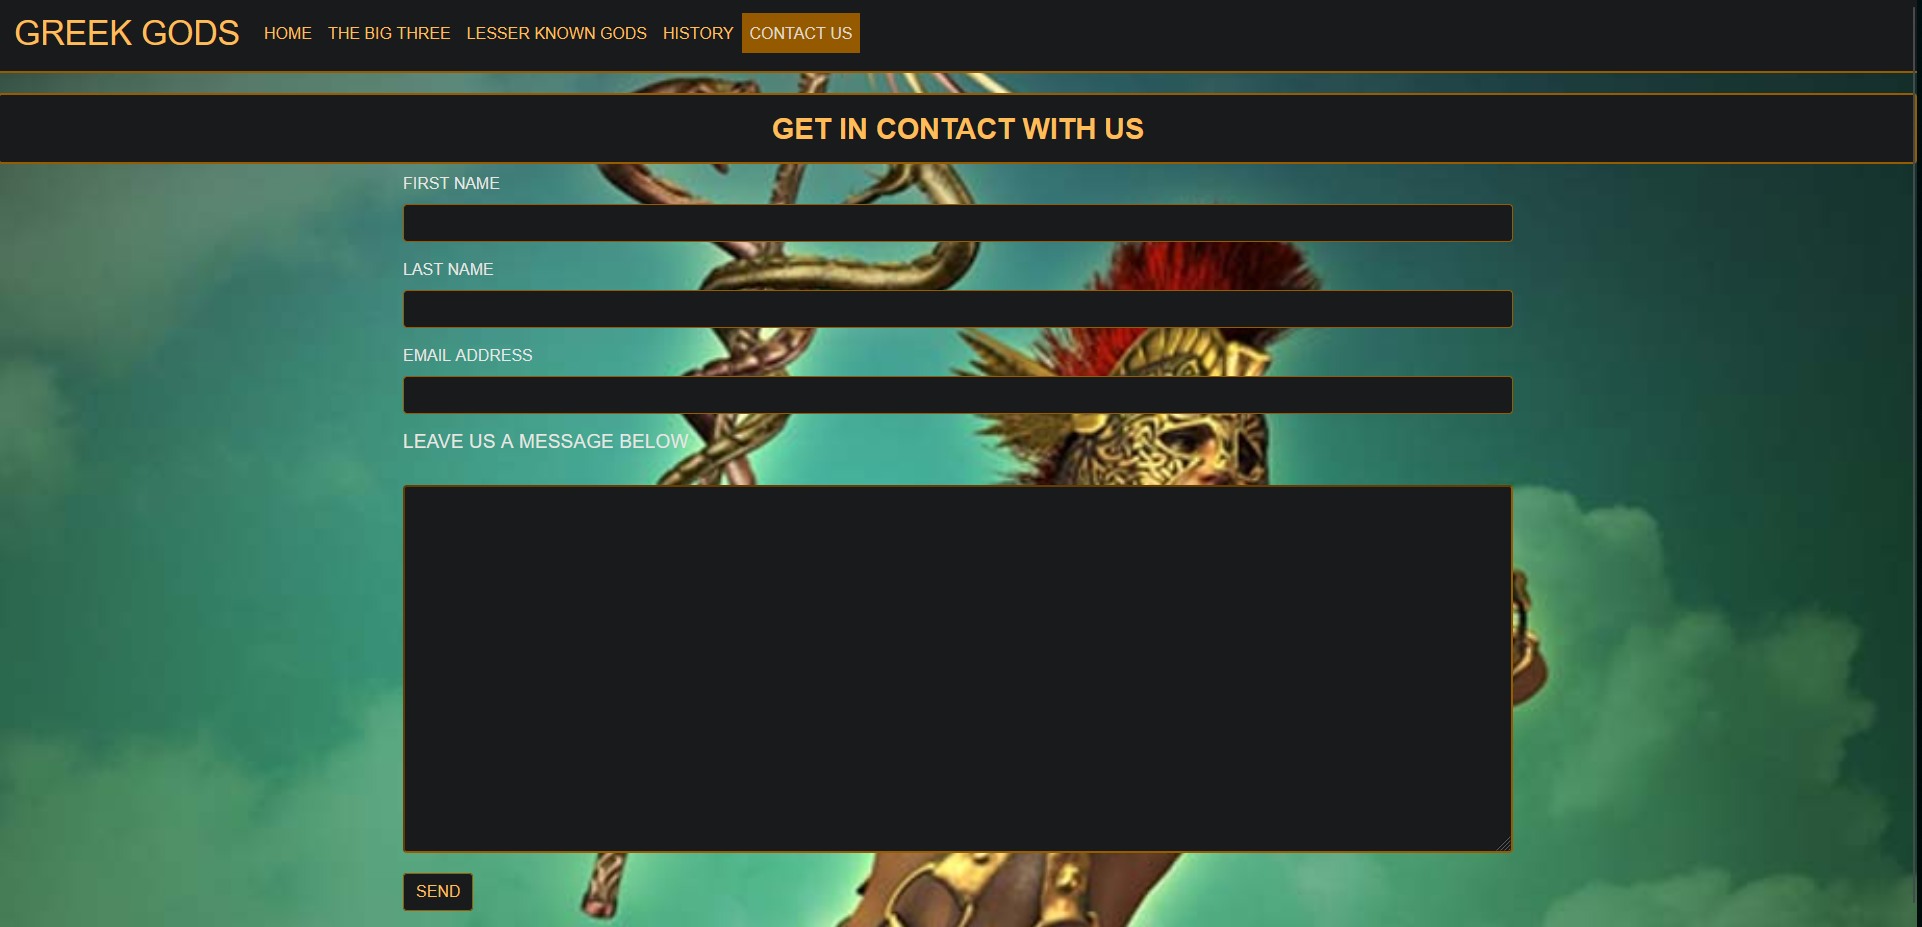 GREEK GODS HOME THE BIG THREE LESSER KNOWN GODS HISTORY CONTACT US
GET IN CONTACT WITH US
FIRST NAME
LAST NAME
EMAIL ADDRESS
LEAVE US A MESSAGE BELOW
SEND